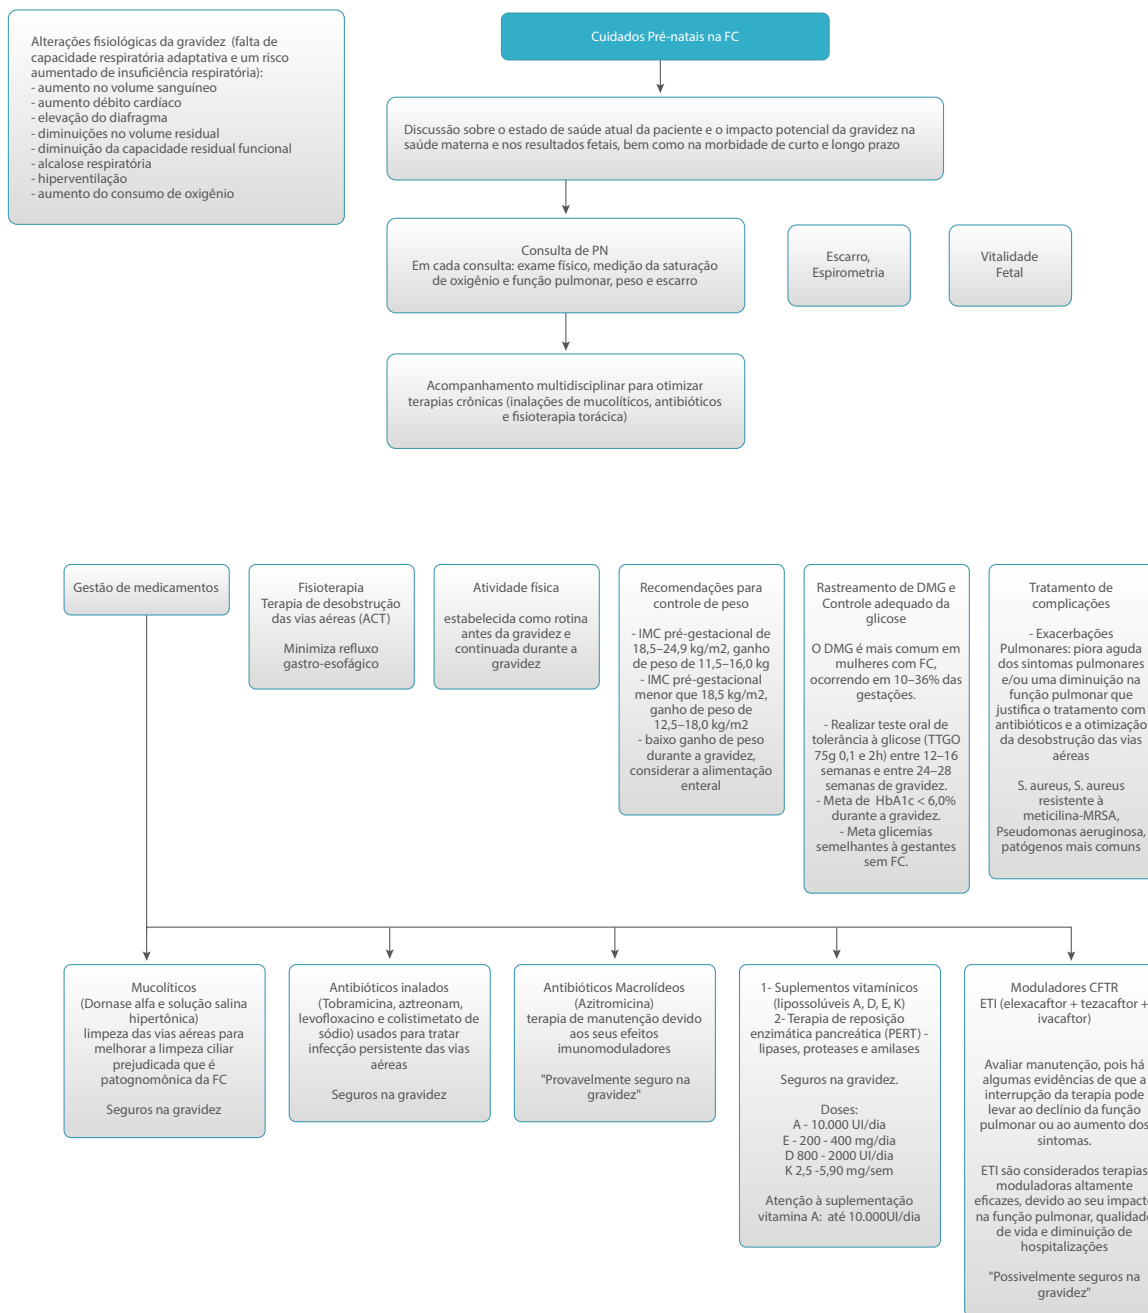 Alterações fisiológicas da gravidez (falta de
capacidade respiratória adaptativa e um risco
aumentado de insuficiência respiratória):
- aumento no volume sanguíneo
- aumento débito cardíaco
- elevação do diafragma
- diminuições no volume residual
- diminuição da capacidade residual funcional
- alcalose respiratória
- hiperventilação
- aumento do consumo de oxigênio
Cuidados Pré-natais na FC
Discussão sobre o estado de saúde atual da paciente e o impacto potencial da gravidez na
saúde materna e nos resultados fetais, bem como na morbidade de curto e longo prazo
Consulta de PN
Em cada consulta: exame físico, medição da saturação
de oxigênio e função pulmonar, peso e escarro
Escarro,
Espirometria
Vitalidade
Fetal
Acompanhamento multidisciplinar para otimizar
terapias crônicas (inalações de mucolíticos, antibióticos
e fisioterapia torácica)
Gestão de medicamentos
Fisioterapia
Terapia de desobstrução
das vias aéreas (ACT)
Minimiza refluxo
gastro-esofágico
Atividade física
estabelecida como rotina
antes da gravidez e
continuada durante a
gravidez
Recomendações para
controle de peso
- IMC pré-gestacional de
18,5–24,9 kg/m2, ganho
de peso de 11,5–16,0 kg
- IMC pré-gestacional
menor que 18,5 kg/m2,
ganho de peso de
12,5–18,0 kg/m2
- baixo ganho de peso
durante a gravidez,
considerar a alimentação
enteral
Rastreamento de DMG e
Controle adequado da
glicose
O DMG é mais comum em
mulheres com FC,
ocorrendo em 10–36% das
gestações.
- Realizar teste oral de
tolerância à glicose (TTGO
75g 0,1 e 2h) entre 12–16
semanas e entre 24–28
semanas de gravidez.
- Meta de HbA1c < 6,0%
durante a gravidez.
- Meta glicemias
semelhantes à gestantes
sem FC.
Tratamento de
complicações
- Exacerbações
Pulmonares: piora aguda
dos sintomas pulmonares
e/ou uma diminuição na
função pulmonar que
justifica o tratamento com
antibióticos e a otimização
da desobstrução das vias
aéreas
S. aureus, S. aureus
resistente à
meticilina-MRSA,
Pseudomonas aeruginosa,
patógenos mais comuns
Mucolíticos
(Dornase alfa e solução salina
hipertônica)
limpeza das vias aéreas para
melhorar a limpeza ciliar
prejudicada que é
patognomônica da FC
Seguros na gravidez
Antibióticos inalados
(Tobramicina, aztreonam,
levofloxacino e colistimetato de
sódio) usados para tratar
infecção persistente das vias
aéreas
Seguros na gravidez
Antibióticos Macrolídeos
(Azitromicina)
terapia de manutenção devido
aos seus efeitos
imunomoduladores
"Provavelmente seguro na
gravidez"
1- Suplementos vitamínicos
(lipossolúveis A, D, E, K)
2- Terapia de reposição
enzimática pancreática (PERT) -
lipases, proteases e amilases
Seguros na gravidez.
Doses:
A - 10.000 UI/dia
E - 200 - 400 mg/dia
D 800 - 2000 UI/dia
K 2,5 -5,90 mg/sem
Atenção à suplementação
vitamina A: até 10.000UI/dia
Moduladores CFTR
ETI (elexacaftor + tezacaftor +
ivacaftor)
Avaliar manutenção, pois há
algumas evidências de que a
interrupção da terapia pode
levar ao declínio da função
pulmonar ou ao aumento dos
sintomas.
ETI são considerados terapias
moduladoras altamente
eficazes, devido ao seu impacto
na função pulmonar, qualidade
de vida e diminuição de
hospitalizações
"Possivelmente seguros na
gravidez"